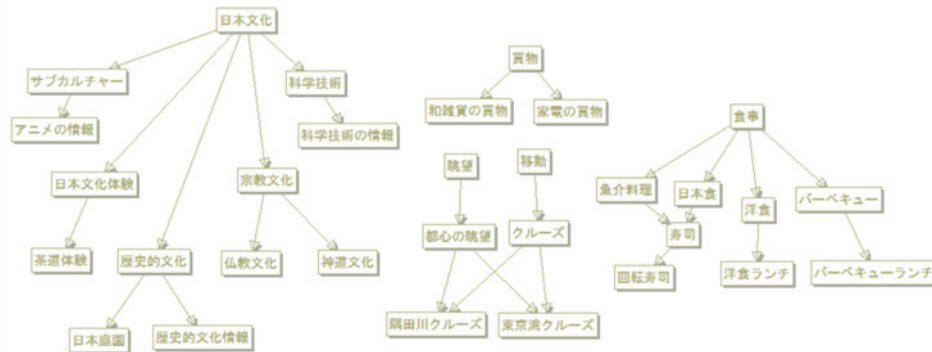 日本文化
サブカルチャー
科学技術
アニメの情報
科学技術の情報
日本文化体験
宗教文化
茶道体験
歴史的文化
仏教文化
神道文化
日本庭園
歴史的文化情報
買物
和雑貨の買物
家電の買物
眺望
移動
都心の眺望
クルーズ
隅田川クルーズ
東京湾クルーズ
食事
魚介料理
日本食
洋食
バーベキュー
寿司
回転寿司
洋食ランチ
バーベキューランチ